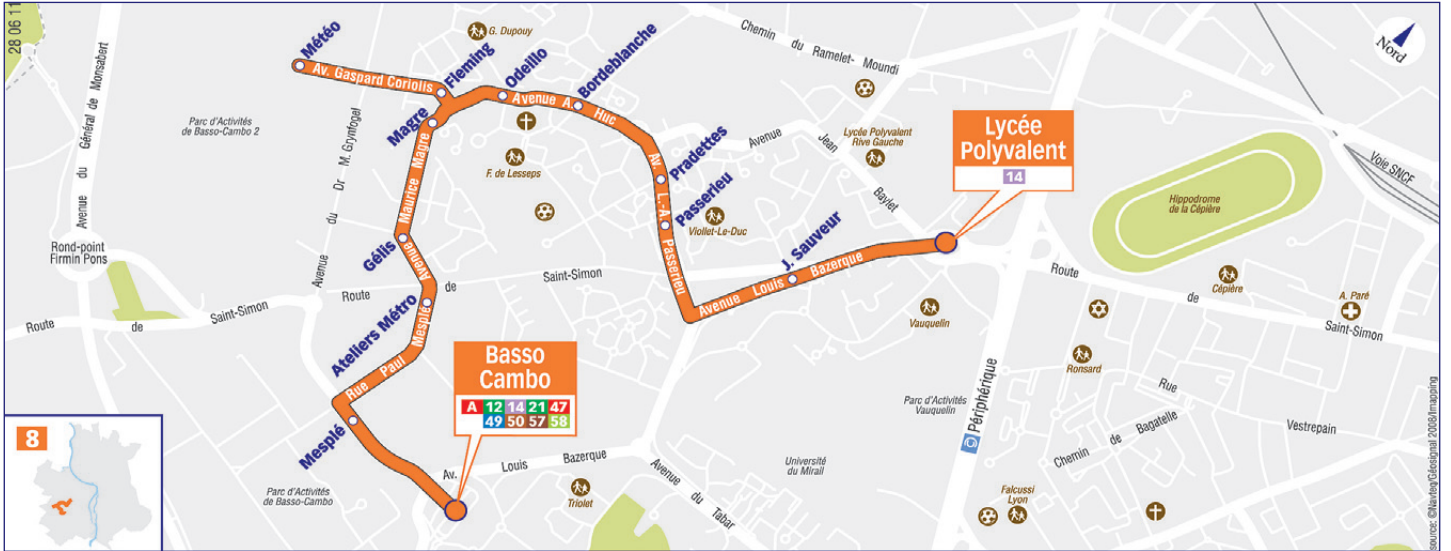 28 06 11
Météo
Av. Gaspard Coriolis
Fleming
Magre
Odeillo
Avenue A. Huc
Bordeblanche
G. Dupouy
Chemin du Ramelet-Moundi
Nord
Avenue du Général de Monsabert
Parc d'Activités
de Basso-Cambo 2
Avenue du Dr M. Grynfogel
F. de Lesseps
Avenue Jean Baylet
Lycée Polyvalent
Rive Gauche
Lycée
Polyvalent
14
Voie SNCF
Hippodrome
de la Cépière
Pradettes
Passerieu
Av. L.-A. Passerieu
Viollet-Le-Duc
J. Sauveur
Avenue Louis Bazerque
Avenue Maurice Magre
Gélis
Rond-point
Firmin Pons
Route de Saint-Simon
Route de Saint-Simon
Route de Saint-Simon
Cépière
A. Paré
Vauquelin
Ateliers Métro
Rue Paul Mesplé
Mesplé
Basso
Cambo
A 12 14 21 47
49 50 57 58
Ronsard
Parc d'Activités
Vauquelin
Périphérique
Rue Vestrepain
Chemin de Bagatelle
8
Parc d'Activités
de Basso-Cambo
Av. Louis Bazerque
Triolet
Avenue du Tabar
Université
du Mirail
Falcussi
Lyon
source: ©Navteq/Géosignal 2008/Imapping